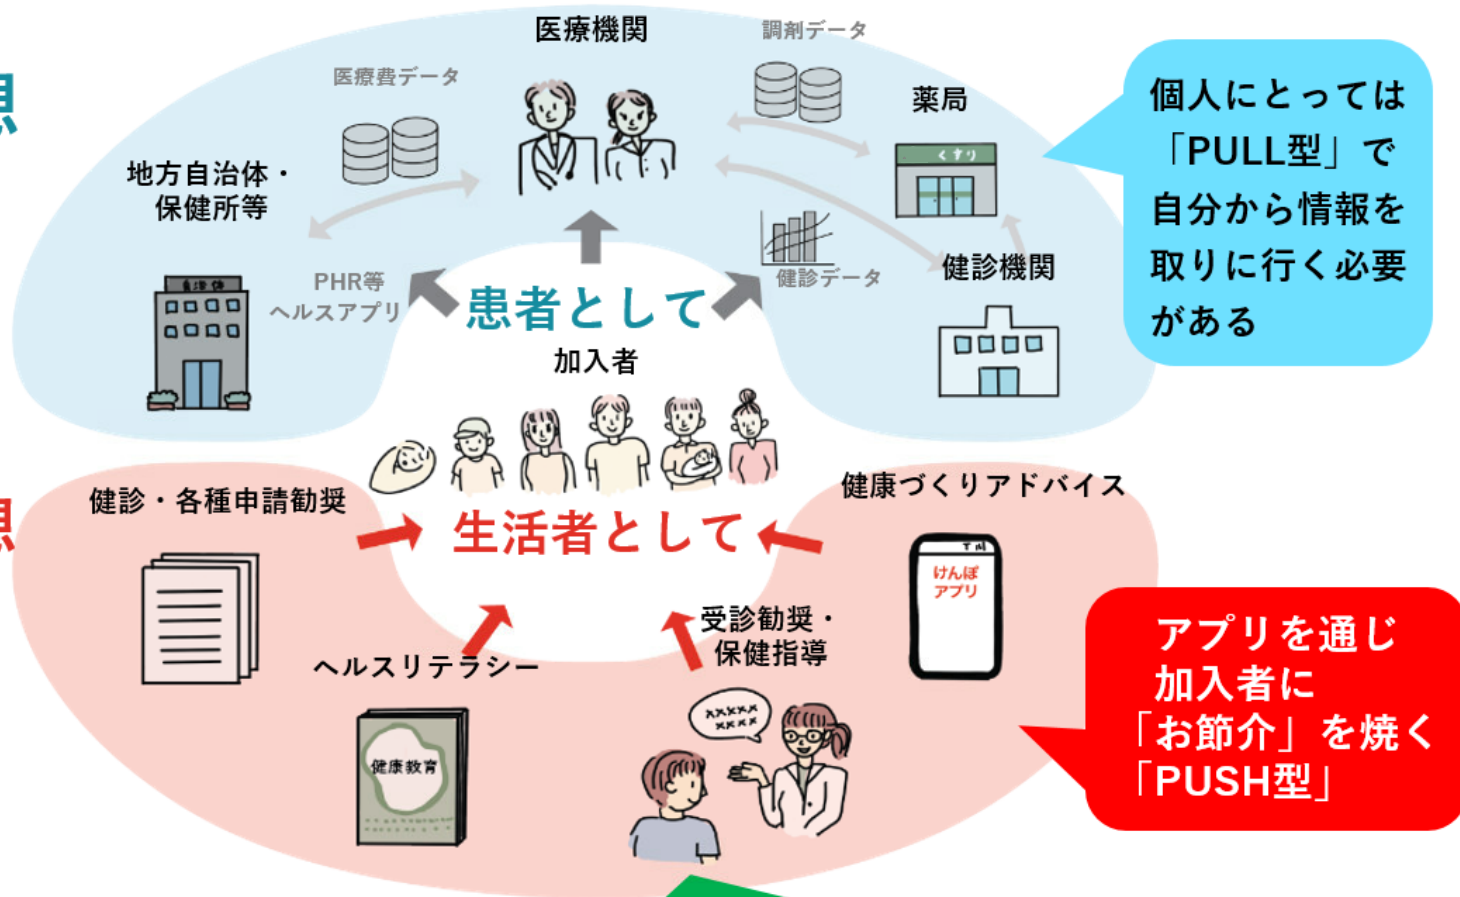 想
医療機関
調剤データ
医療費データ
薬局
くすり
地方自治体・
保健所等
個人にとっては
「PULL型」で
自分から情報を
取りに行く必要
がある
自治体
PHR等
ヘルスアプリ
健診データ
健診機関
患者として
加入者
想
健診・各種申請勧奨
生活者として
健康づくりアドバイス
けんぽ
アプリ
受診勧奨・
保健指導
ヘルスリテラシー
健康教育
xxxxx
xxxx
アプリを通じ
加入者に
「お節介」を焼く
「PUSH型」